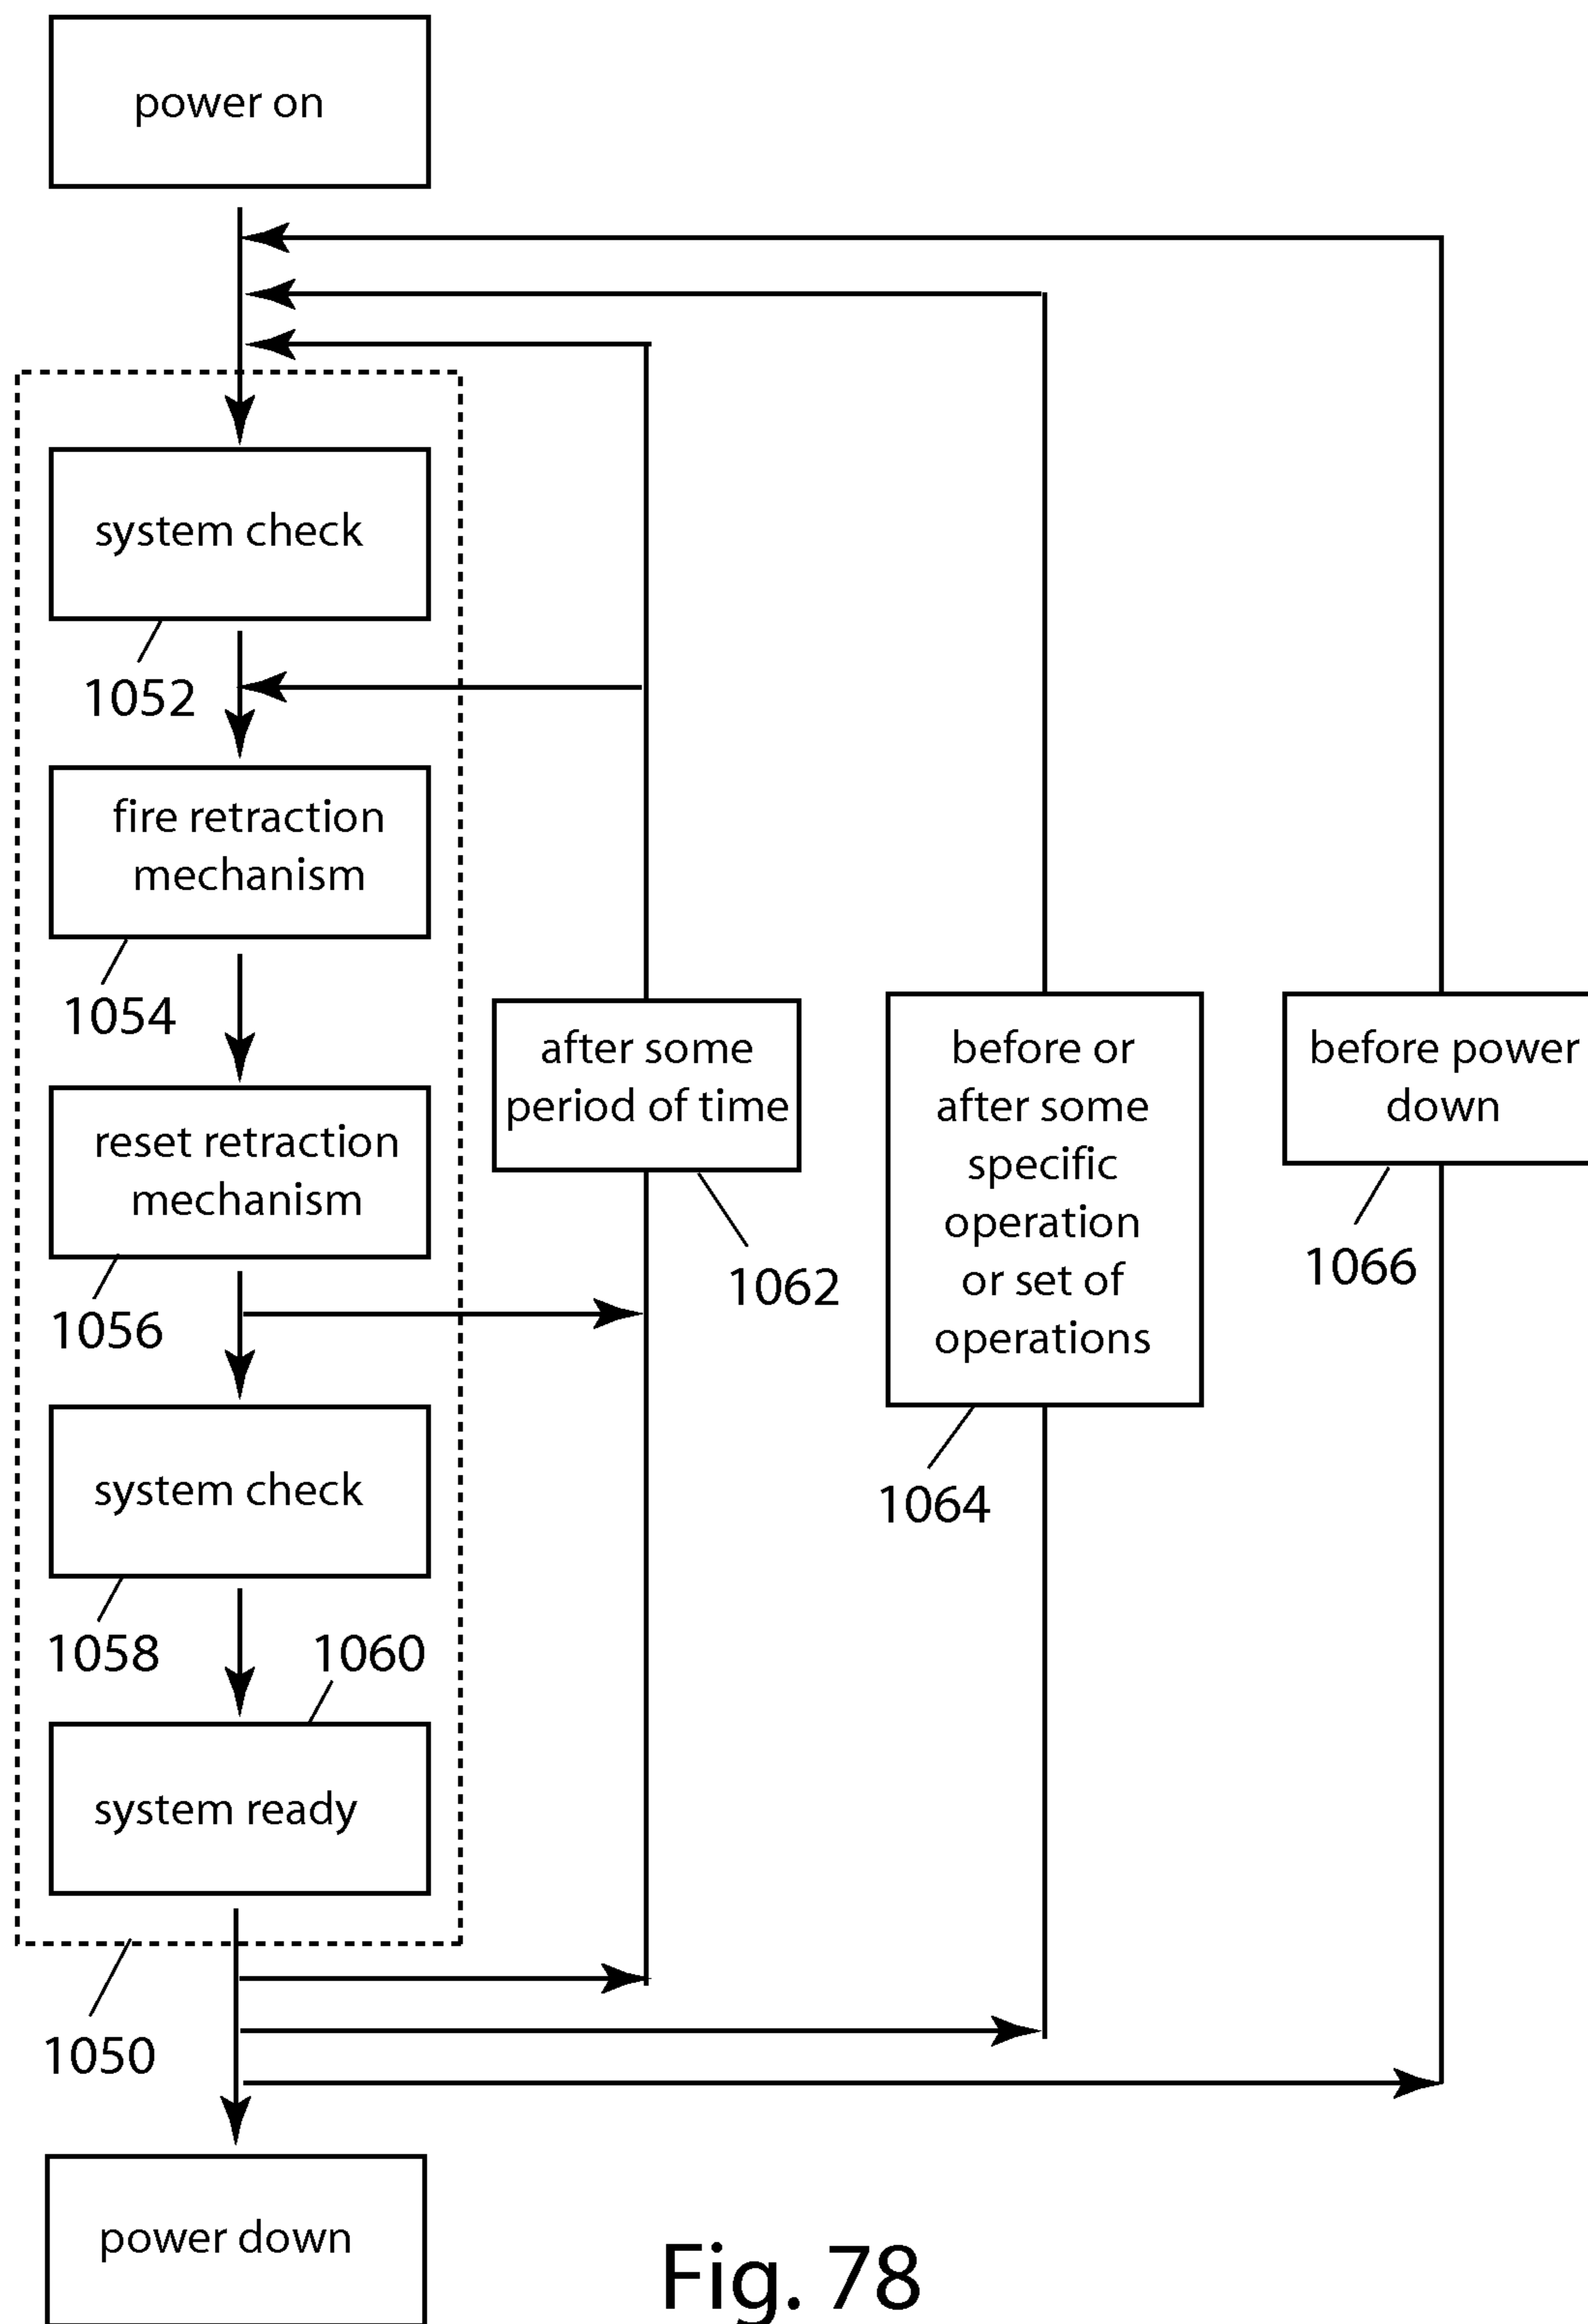 power on
system check
1052
fire retraction
mechanism
1054
reset retraction
mechanism
1056
system check
1058
1060
system ready
1050
power down
after some
period of time
1062
before or
after some
specific
operation
or set of
operations
1064
before power
down
1066
Fig. 78